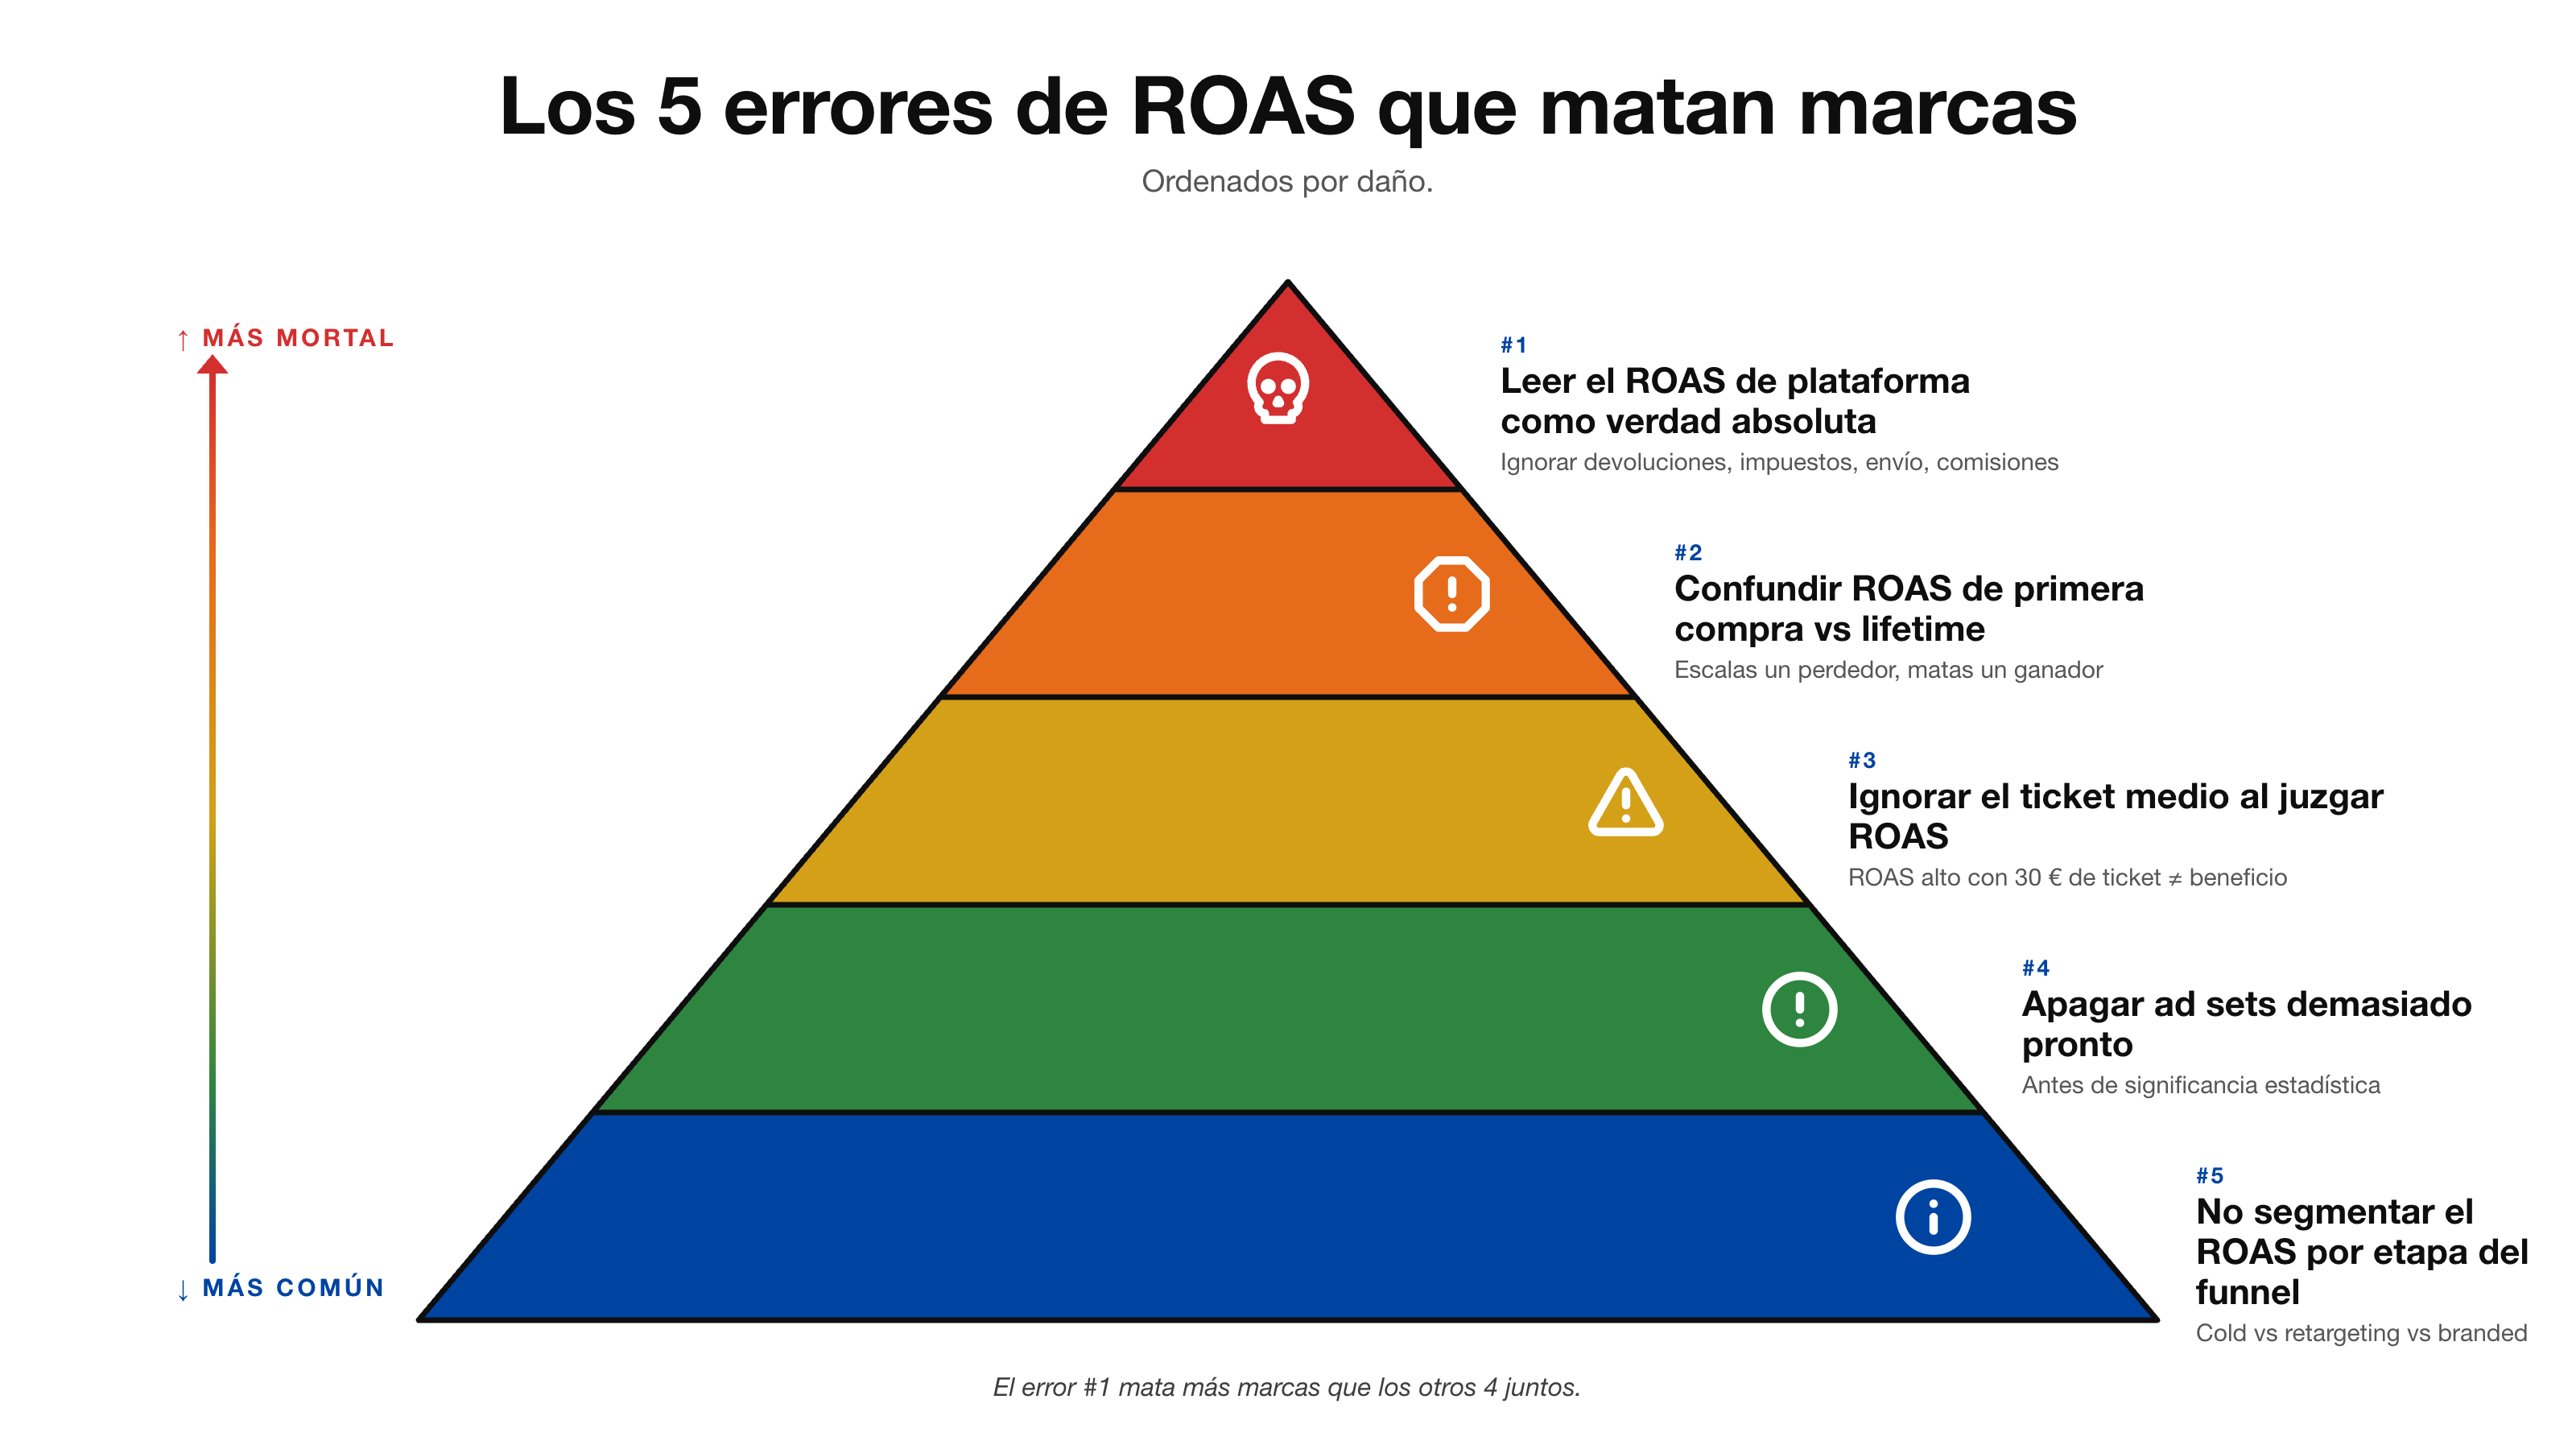 Los 5 errores de ROAS que matan marcas
Ordenados por daño.
↑ MÁS MORTAL
#1
Leer el ROAS de plataforma
como verdad absoluta
Ignorar devoluciones, impuestos, envío, comisiones
#2
Confundir ROAS de primera
compra vs lifetime
Escalas un perdedor, matas un ganador
#3
Ignorar el ticket medio al juzgar
ROAS
ROAS alto con 30 € de ticket ≠ beneficio
#4
Apagar ad sets demasiado
pronto
Antes de significancia estadística
#5
No segmentar el
ROAS por etapa del
funnel
Cold vs retargeting vs branded
↓ MÁS COMÚN
El error #1 mata más marcas que los otros 4 juntos.